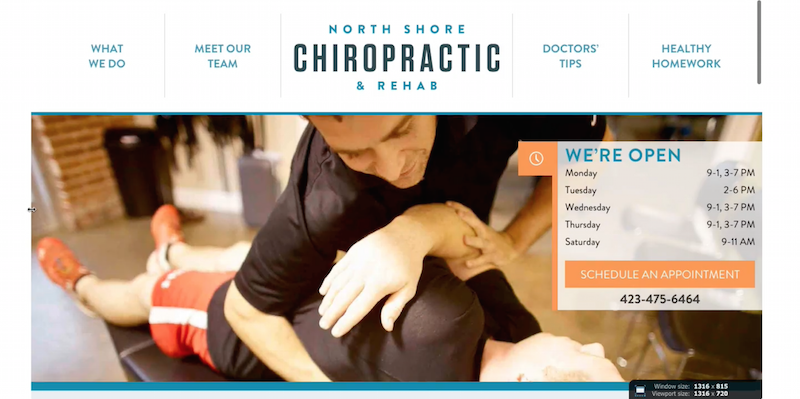 WHAT
WE DO
MEET OUR
TEAM
NORTH SHORE
CHIROPRACTIC
& REHAB
DOCTORS'
TIPS
HEALTHY
HOMEWORK
WE'RE OPEN
Monday 9-1, 3-7 PM
Tuesday 2-6 PM
Wednesday 9-1, 3-7 PM
Thursday 9-1, 3-7 PM
Saturday 9-11 AM
SCHEDULE AN APPOINTMENT
423-475-6464
Window size: 1316 x 815
Viewport size: 1316 x 720